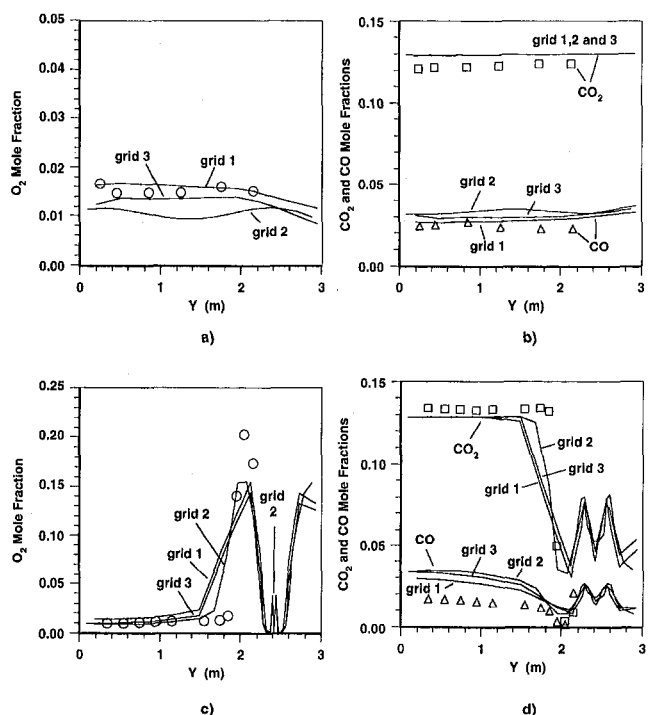 0.05
0.04
0.03
0.02
0.01
0.00
O2 Mole Fraction
grid 3
grid 1
grid 2
0 1 2 3
Y (m)
a)
0.15
0.10
0.05
0.00
CO2 and CO Mole Fractions
grid 1,2 and 3
CO2
grid 2
grid 3
grid 1
CO
0 1 2 3
Y (m)
b)
0.25
0.20
0.15
0.10
0.05
0.00
O2 Mole Fraction
grid 2
grid 2
grid 1
grid 3
0 1 2 3
Y (m)
c)
0.15
0.10
0.05
0.00
CO2 and CO Mole Fractions
CO2
grid 2
grid 3
grid 1
CO
grid 3
grid 2
grid 1
0 1 2 3
Y (m)
d)